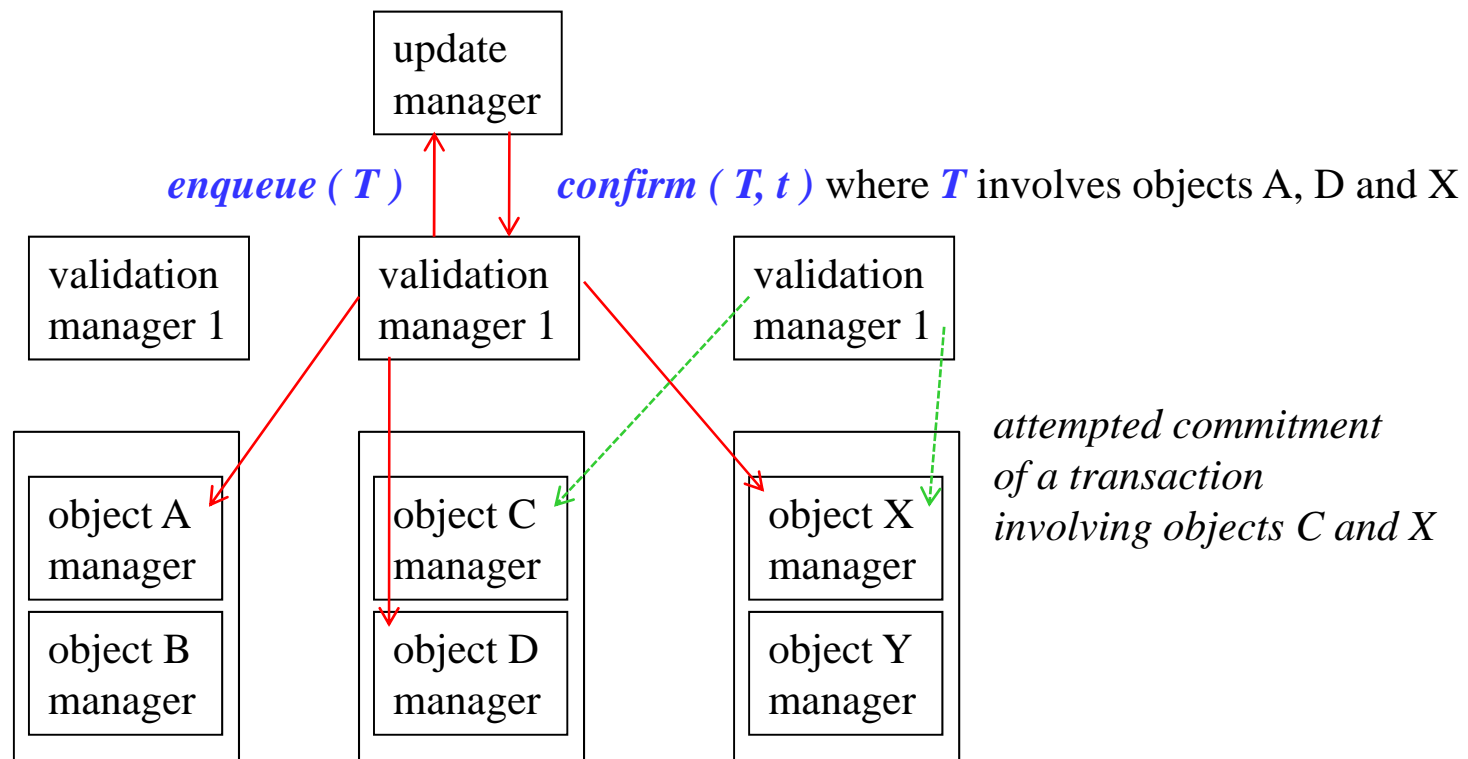 update
manager
enqueue ( T ) confirm ( T, t ) where T involves objects A, D and X
validation
manager 1
validation
manager 1
validation
manager 1
attempted commitment
of a transaction
involving objects C and X
object A
manager
object B
manager
object C
manager
object D
manager
object X
manager
object Y
manager